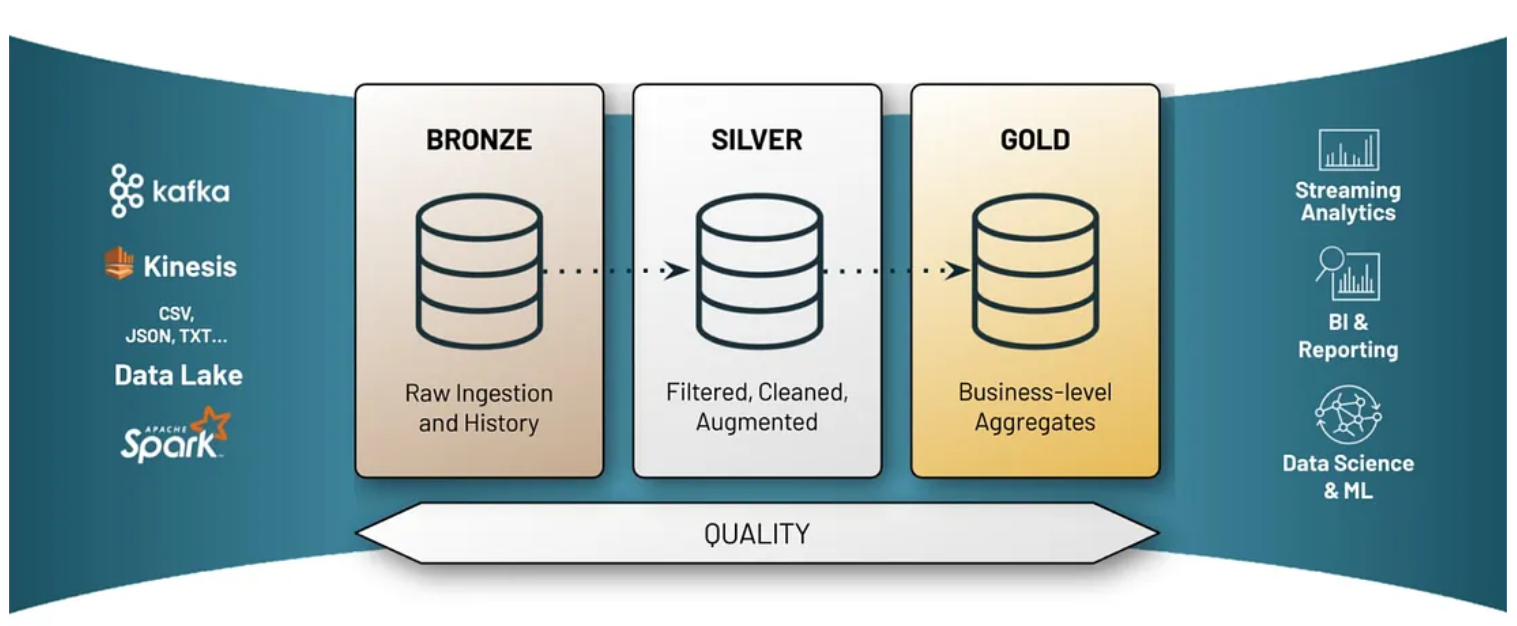 kafka
Kinesis
CSV,
JSON, TXT...
Data Lake
APACHE
Spark
BRONZE
Raw Ingestion
and History
SILVER
Filtered, Cleaned,
Augmented
GOLD
Business-level
Aggregates
QUALITY
Streaming
Analytics
BI &
Reporting
Data Science
& ML